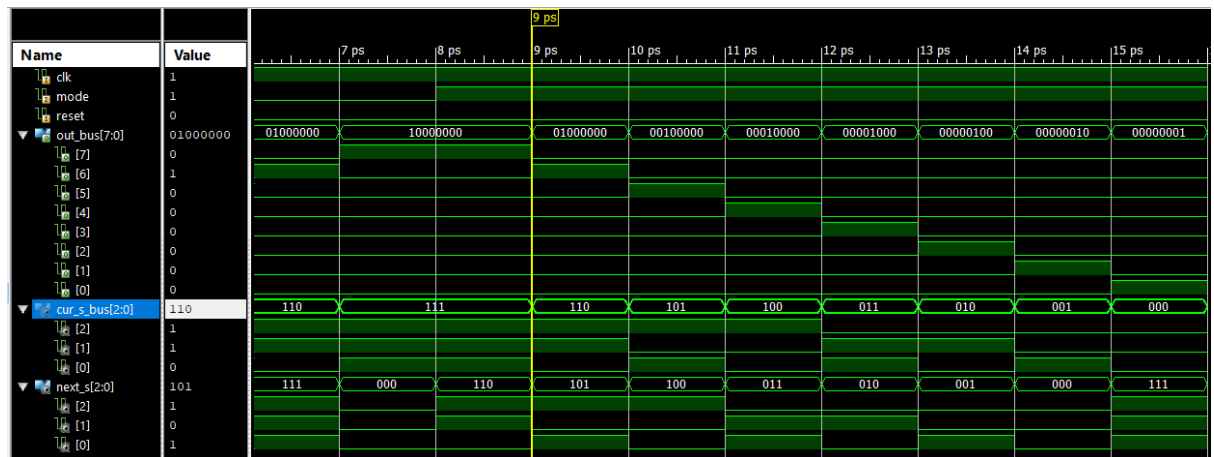 9 ps
Name Value
7 ps 8 ps 9 ps 10 ps 11 ps 12 ps 13 ps 14 ps 15 ps
clk 1
mode 1
reset 0
out_bus[7:0] 01000000 01000000 10000000 01000000 00100000 00010000 00001000 00000100 00000010 00000001
[7] 0
[6] 1
[5] 0
[4] 0
[3] 0
[2] 0
[1] 0
[0] 0
cur_s_bus[2:0] 110 110 111 110 101 100 011 010 001 000
[2] 1
[1] 1
[0] 0
next_s[2:0] 101 111 000 110 101 100 011 010 001 000 111
[2] 1
[1] 0
[0] 1